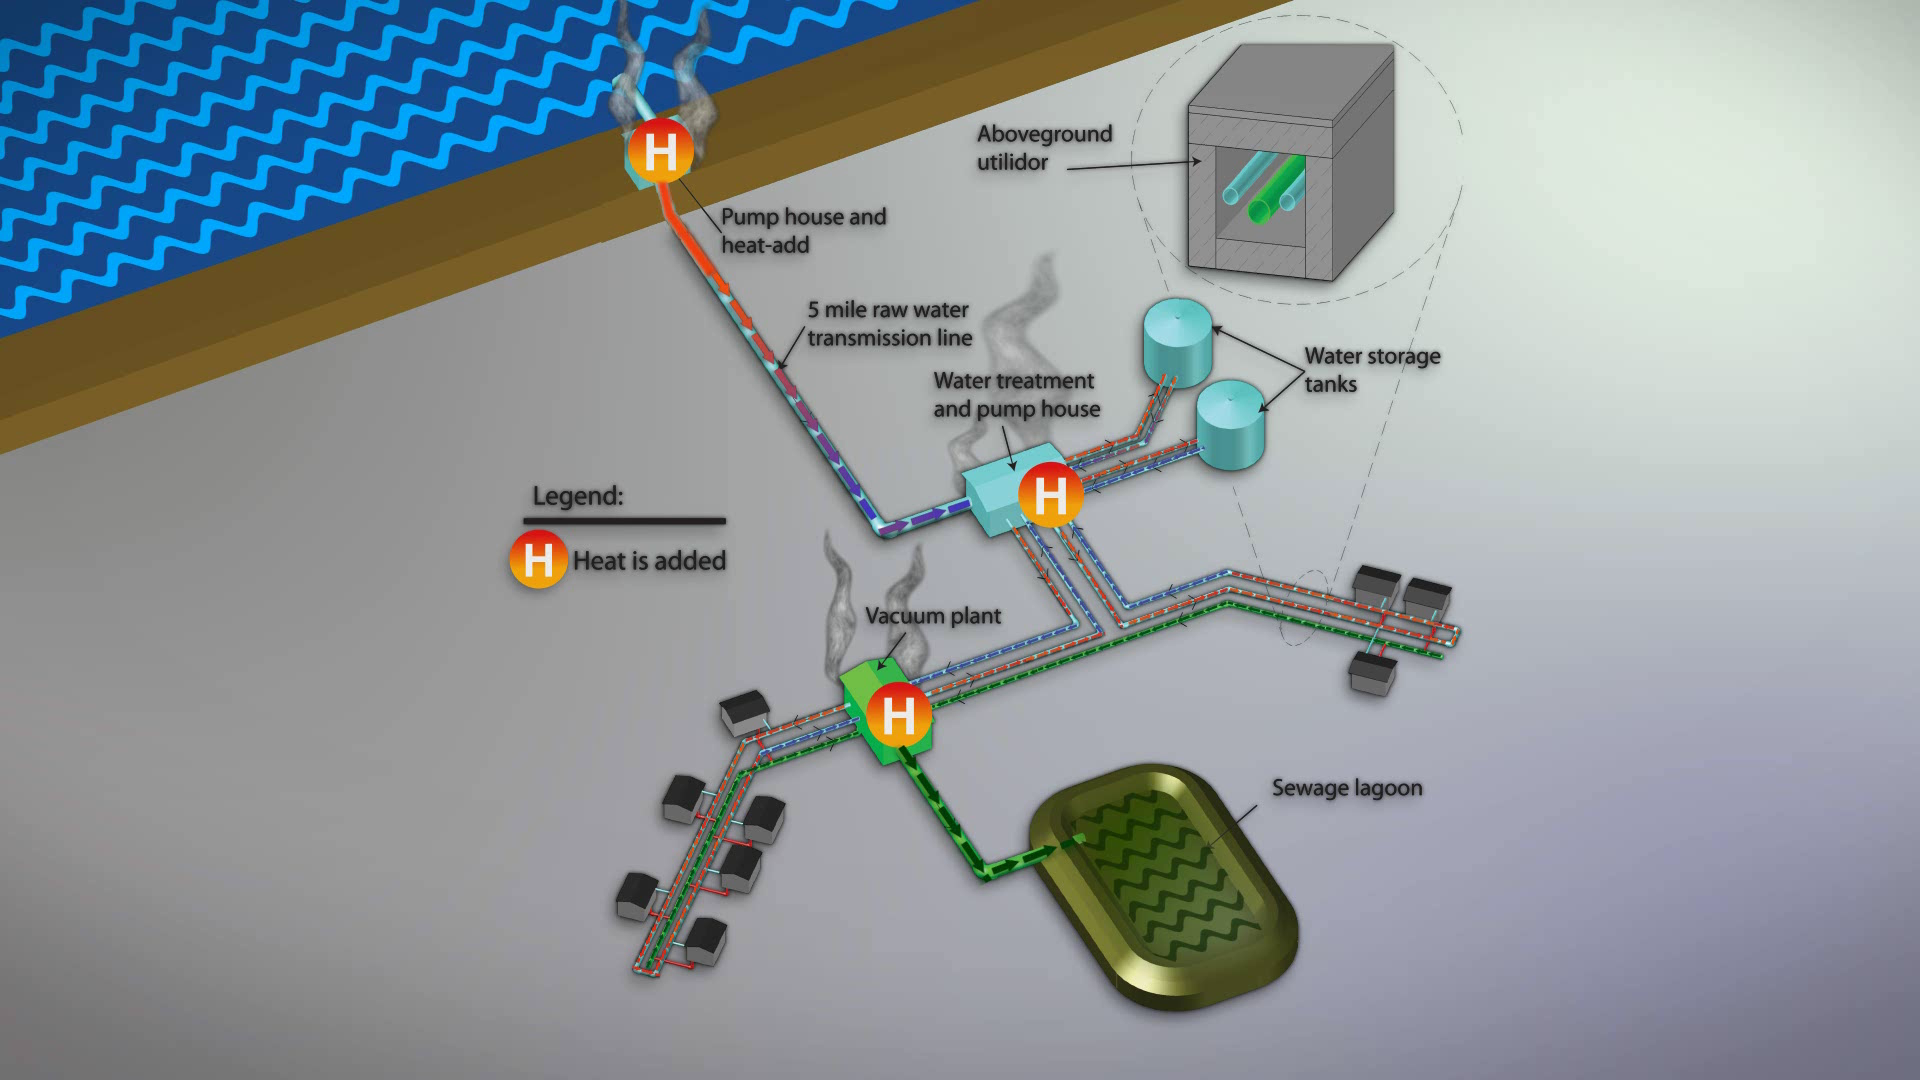 H
Aboveground
utilidor
Pump house and
heat-add
5 mile raw water
transmission line
Water storage
tanks
Water treatment
and pump house
H
Legend:
H Heat is added
Vacuum plant
H
Sewage lagoon